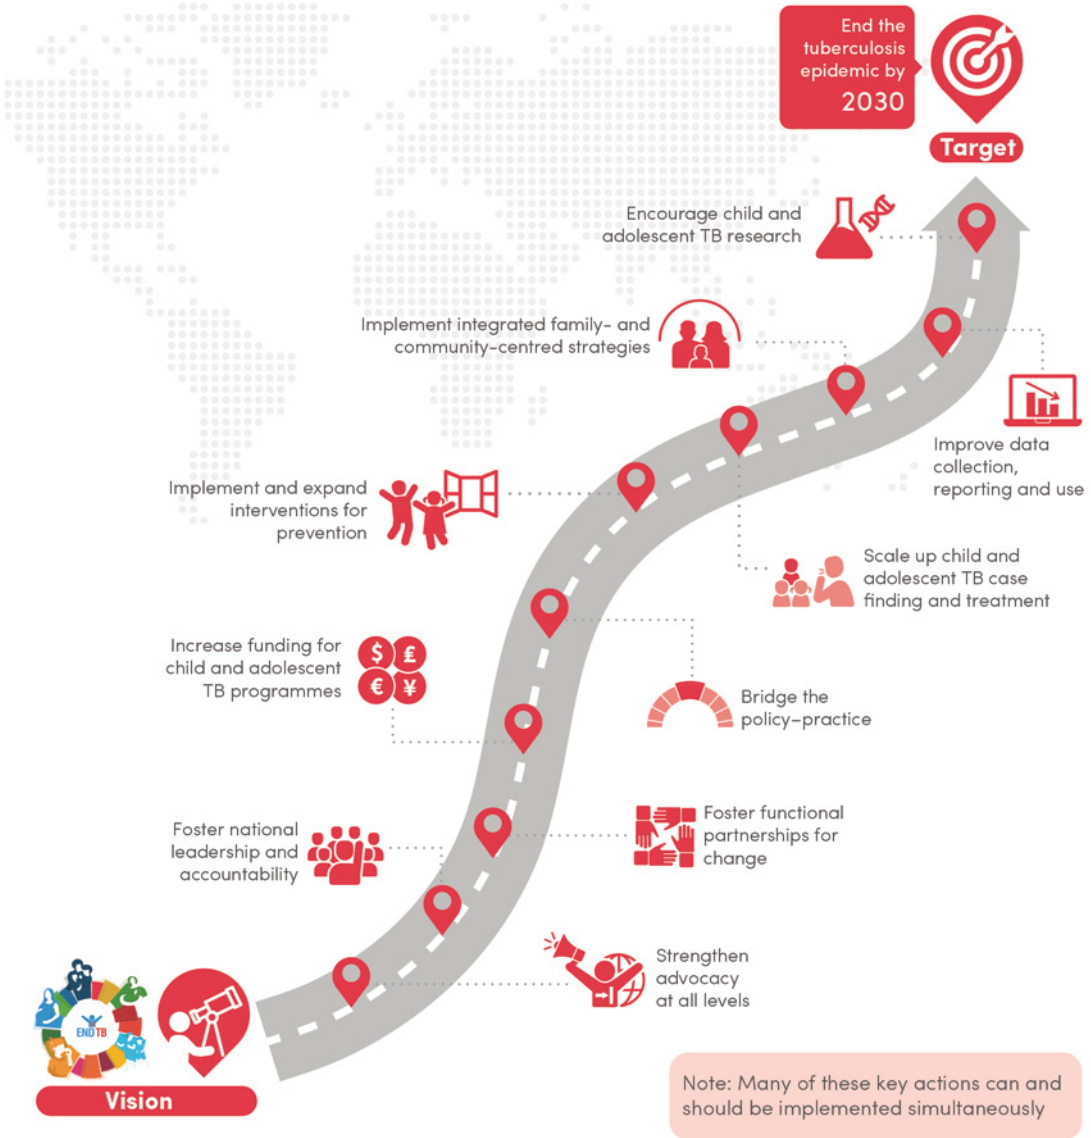 End the
tuberculosis
epidemic by
2030
Target
Encourage child and
adolescent TB research
Implement integrated family- and
community-centred strategies
Improve data
collection,
reporting and use
Implement and expand
interventions for
prevention
Scale up child and
adolescent TB case
finding and treatment
Increase funding for
child and adolescent
TB programmes
$ £
€ ¥
Bridge the
policy–practice
Foster functional
partnerships for
change
Foster national
leadership and
accountability
Strengthen
advocacy
at all levels
END TB
Vision
Note: Many of these key actions can and
should be implemented simultaneously